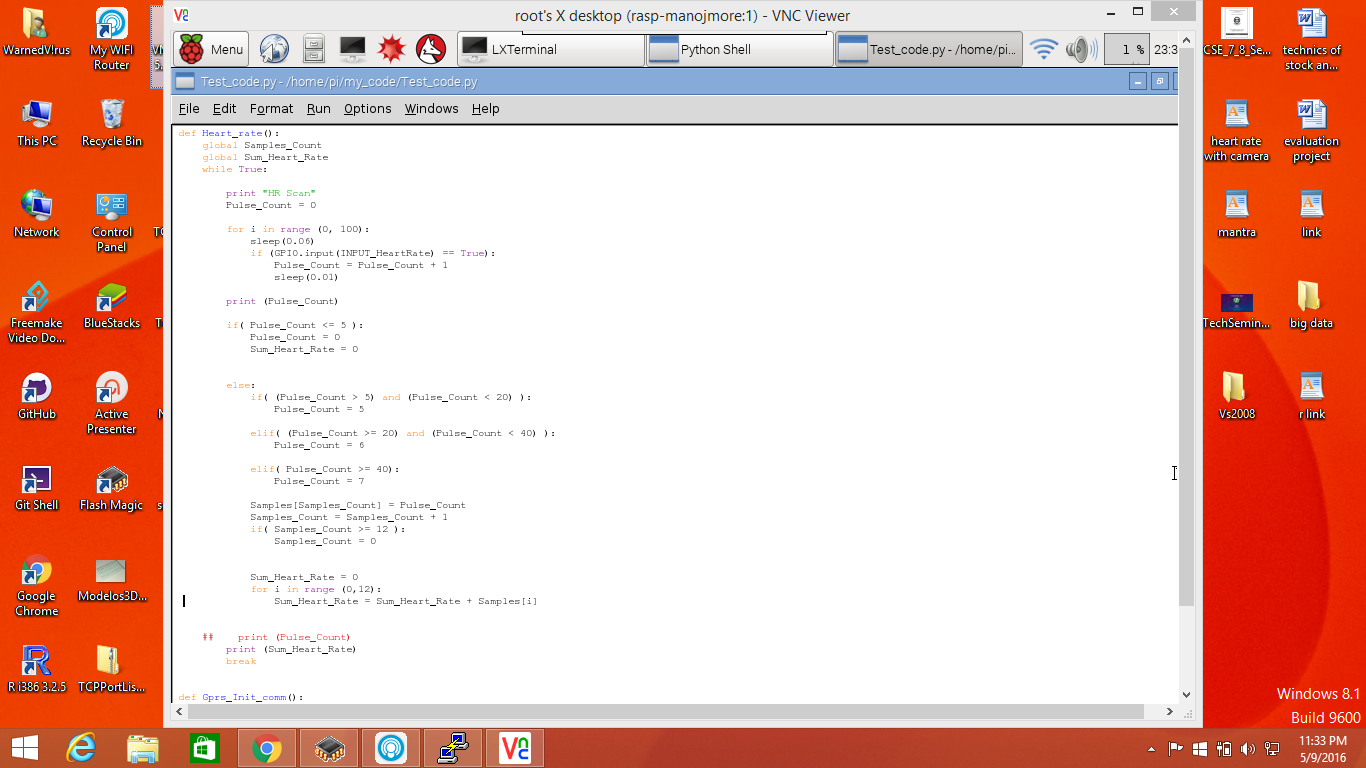 root's X desktop (rasp-manojmore:1) - VNC Viewer
Menu
LXTerminal
Python Shell
Test_code.py - /home/pi...
1 %
Test_code.py - /home/pi/my_code/Test_code.py
File Edit Format Run Options Windows Help
def Heart_rate():
global Samples_Count
global Sum_Heart_Rate
while True:
print "HR Scan"
Pulse_Count = 0
for i in range (0, 100):
sleep(0.06)
if (GPIO.input(INPUT_HeartRate) == True):
Pulse_Count = Pulse_Count + 1
sleep(0.01)
print (Pulse_Count)
if( Pulse_Count <= 5 ):
Pulse_Count = 0
Sum_Heart_Rate = 0
else:
if( (Pulse_Count > 5) and (Pulse_Count < 20) ):
Pulse_Count = 5
elif( (Pulse_Count >= 20) and (Pulse_Count < 40) ):
Pulse_Count = 6
elif( Pulse_Count >= 40):
Pulse_Count = 7
Samples[Samples_Count] = Pulse_Count
Samples_Count = Samples_Count + 1
if( Samples_Count >= 12 ):
Samples_Count = 0
Sum_Heart_Rate = 0
for i in range (0,12):
Sum_Heart_Rate = Sum_Heart_Rate + Samples[i]
## print (Pulse_Count)
print (Sum_Heart_Rate)
break
def Gprs_Init_comm():
WarnedV!rus
My WIFI
Router
This PC
Recycle Bin
Network
Control
Panel
Freemake
Video Do...
BlueStacks
GitHub
Active
Presenter
Git Shell
Flash Magic
Google
Chrome
Modelos3D...
R i386 3.2.5
TCPPortLis...
CSE_7_8_Se...
technics of
stock an...
heart rate
with camera
evaluation
project
mantra
link
TechSemin...
big data
Vs2008
r link
Windows 8.1
Build 9600
11:33 PM
5/9/2016